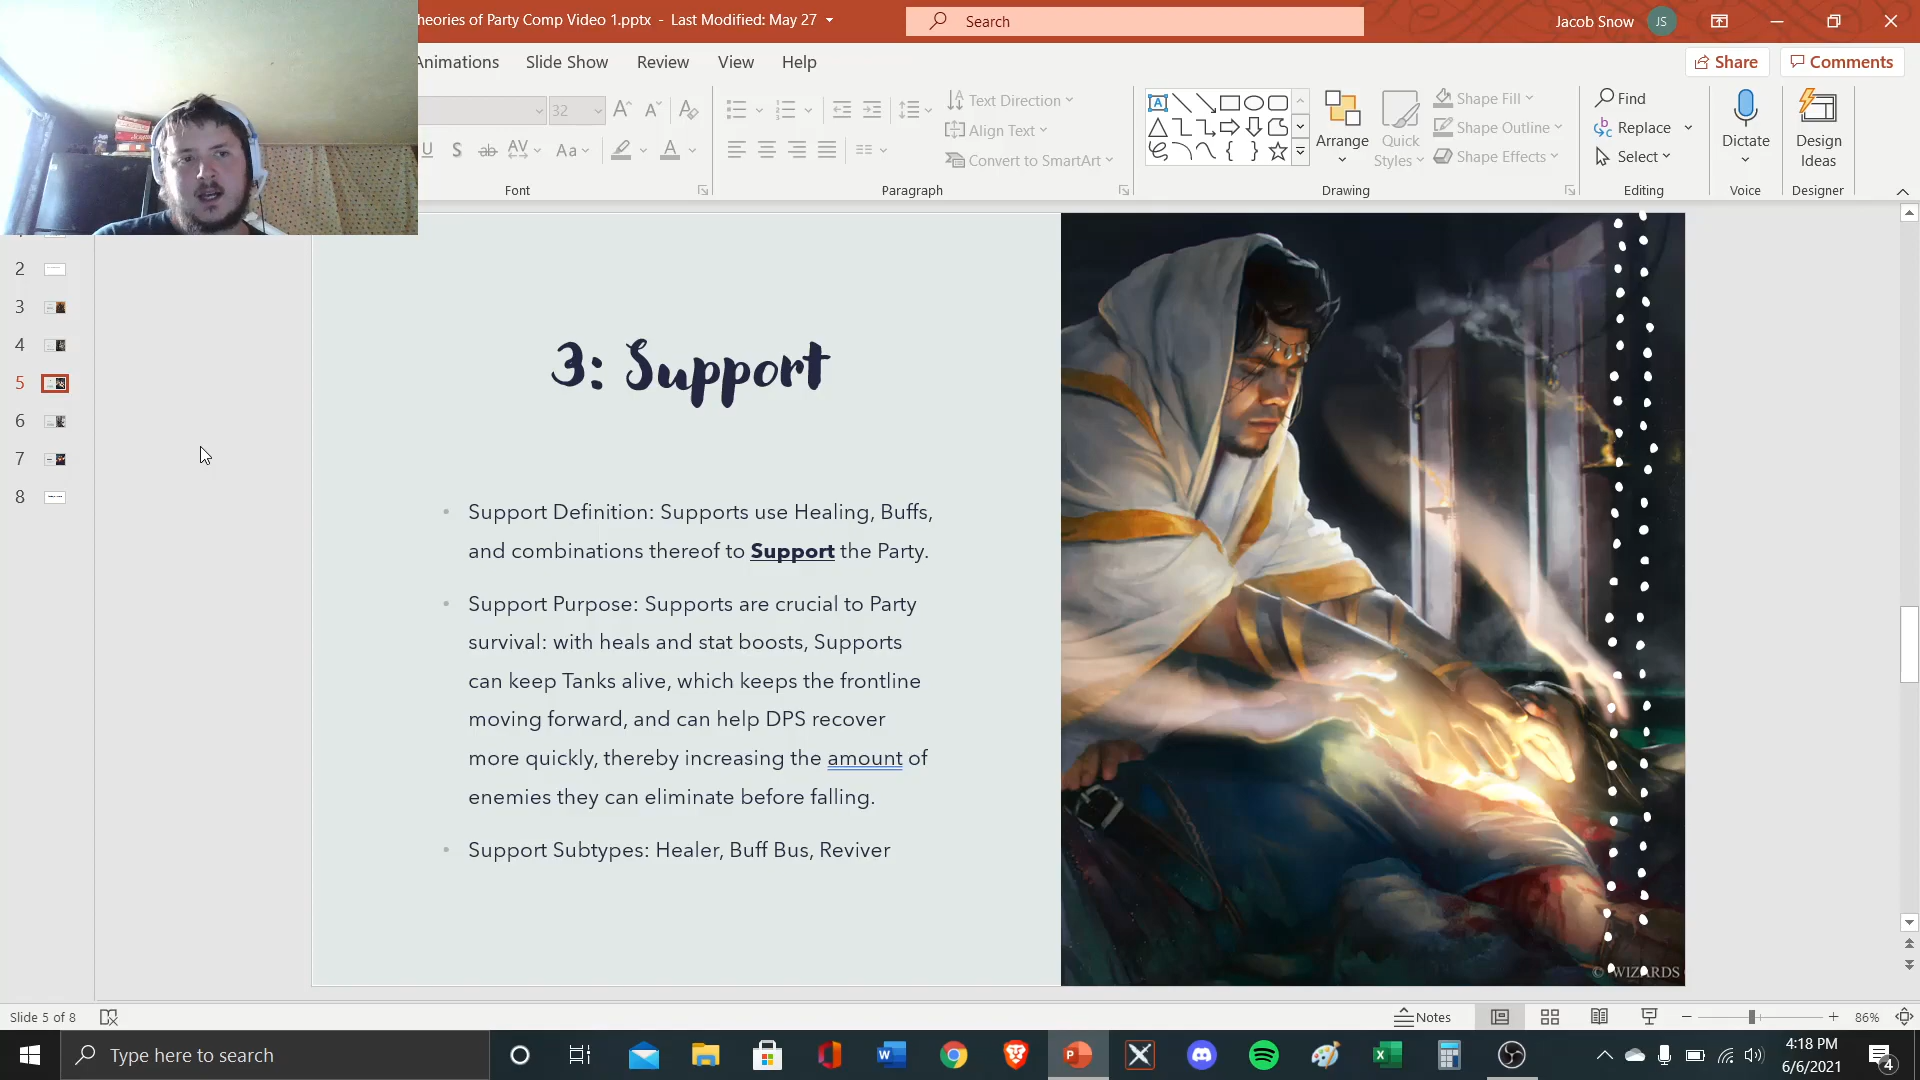 heories of Party Comp Video 1.pptx - Last Modified: May 27
Search
Jacob Snow
JS
Animations
Slide Show
Review
View
Help
Share
Comments
32
Aa
Text Direction
Align Text
Convert to SmartArt
Arrange
Quick
Styles
Shape Fill
Shape Outline
Shape Effects
Find
Replace
Select
Dictate
Design
Ideas
Font
Paragraph
Drawing
Editing
Voice
Designer
2
3
4
5
6
7
8
3: Support
Support Definition: Supports use Healing, Buffs,
and combinations thereof to Support the Party.
Support Purpose: Supports are crucial to Party
survival: with heals and stat boosts, Supports
can keep Tanks alive, which keeps the frontline
moving forward, and can help DPS recover
more quickly, thereby increasing the amount of
enemies they can eliminate before falling.
Support Subtypes: Healer, Buff Bus, Reviver
© WIZARDS
Slide 5 of 8
Notes
86%
Type here to search
4:18 PM
6/6/2021
4